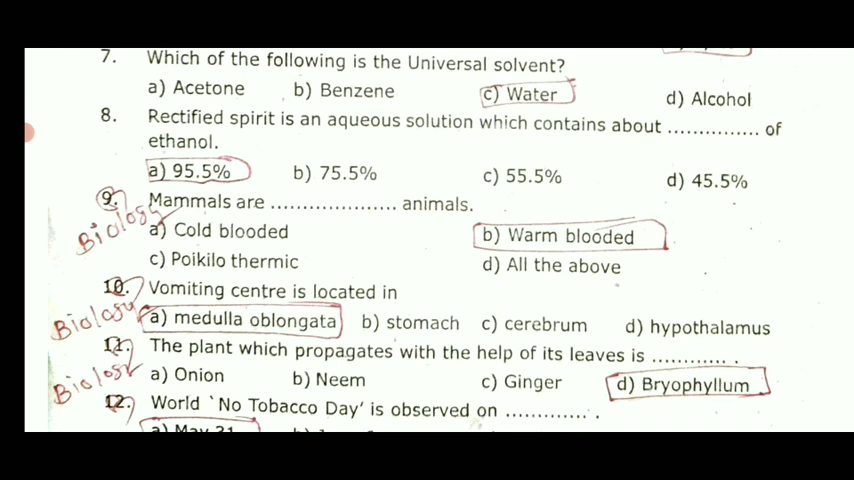 7. Which of the following is the Universal solvent?
a) Acetone b) Benzene c) Water d) Alcohol
8. Rectified spirit is an aqueous solution which contains about ............... of
ethanol.
a) 95.5% b) 75.5% c) 55.5% d) 45.5%
9. Mammals are .................... animals.
Biology
a) Cold blooded b) Warm blooded
c) Poikilo thermic d) All the above
10. Vomiting centre is located in
Biology
a) medulla oblongata b) stomach c) cerebrum d) hypothalamus
11. The plant which propagates with the help of its leaves is ............ .
Biology
a) Onion b) Neem c) Ginger d) Bryophyllum
12. World `No Tobacco Day' is observed on ............. .
a) May 31